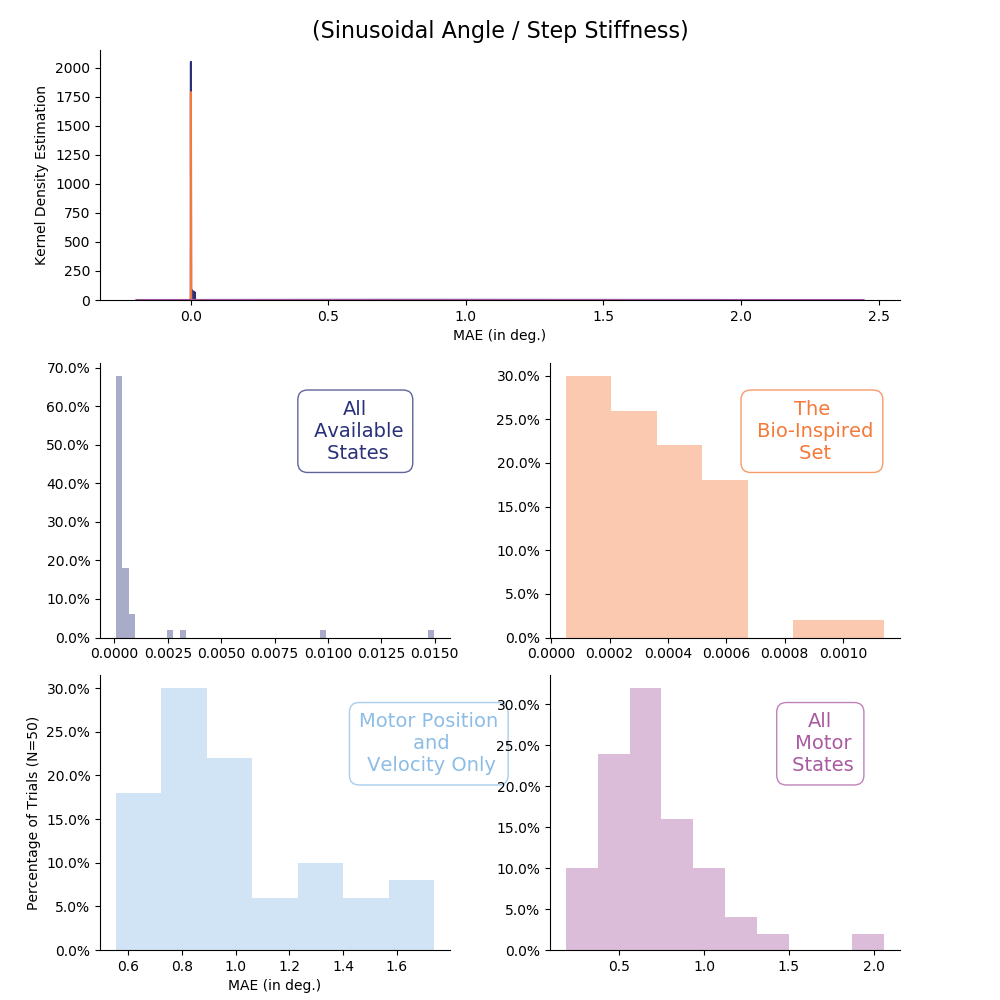 (Sinusoidal Angle / Step Stiffness)
Kernel Density Estimation
2000
1750
1500
1250
1000
750
500
250
0
0.0 0.5 1.0 1.5 2.0 2.5
MAE (in deg.)
70.0%
60.0%
50.0%
40.0%
30.0%
20.0%
10.0%
0.0%
All
Available
States
0.0000 0.0025 0.0050 0.0075 0.0100 0.0125 0.0150
30.0%
25.0%
20.0%
15.0%
10.0%
5.0%
0.0%
The
Bio-Inspired
Set
0.0000 0.0002 0.0004 0.0006 0.0008 0.0010
Percentage of Trials (N=50)
30.0%
25.0%
20.0%
15.0%
10.0%
5.0%
0.0%
Motor Position
and
Velocity Only
0.6 0.8 1.0 1.2 1.4 1.6
MAE (in deg.)
30.0%
25.0%
20.0%
15.0%
10.0%
5.0%
0.0%
All
Motor
States
0.5 1.0 1.5 2.0